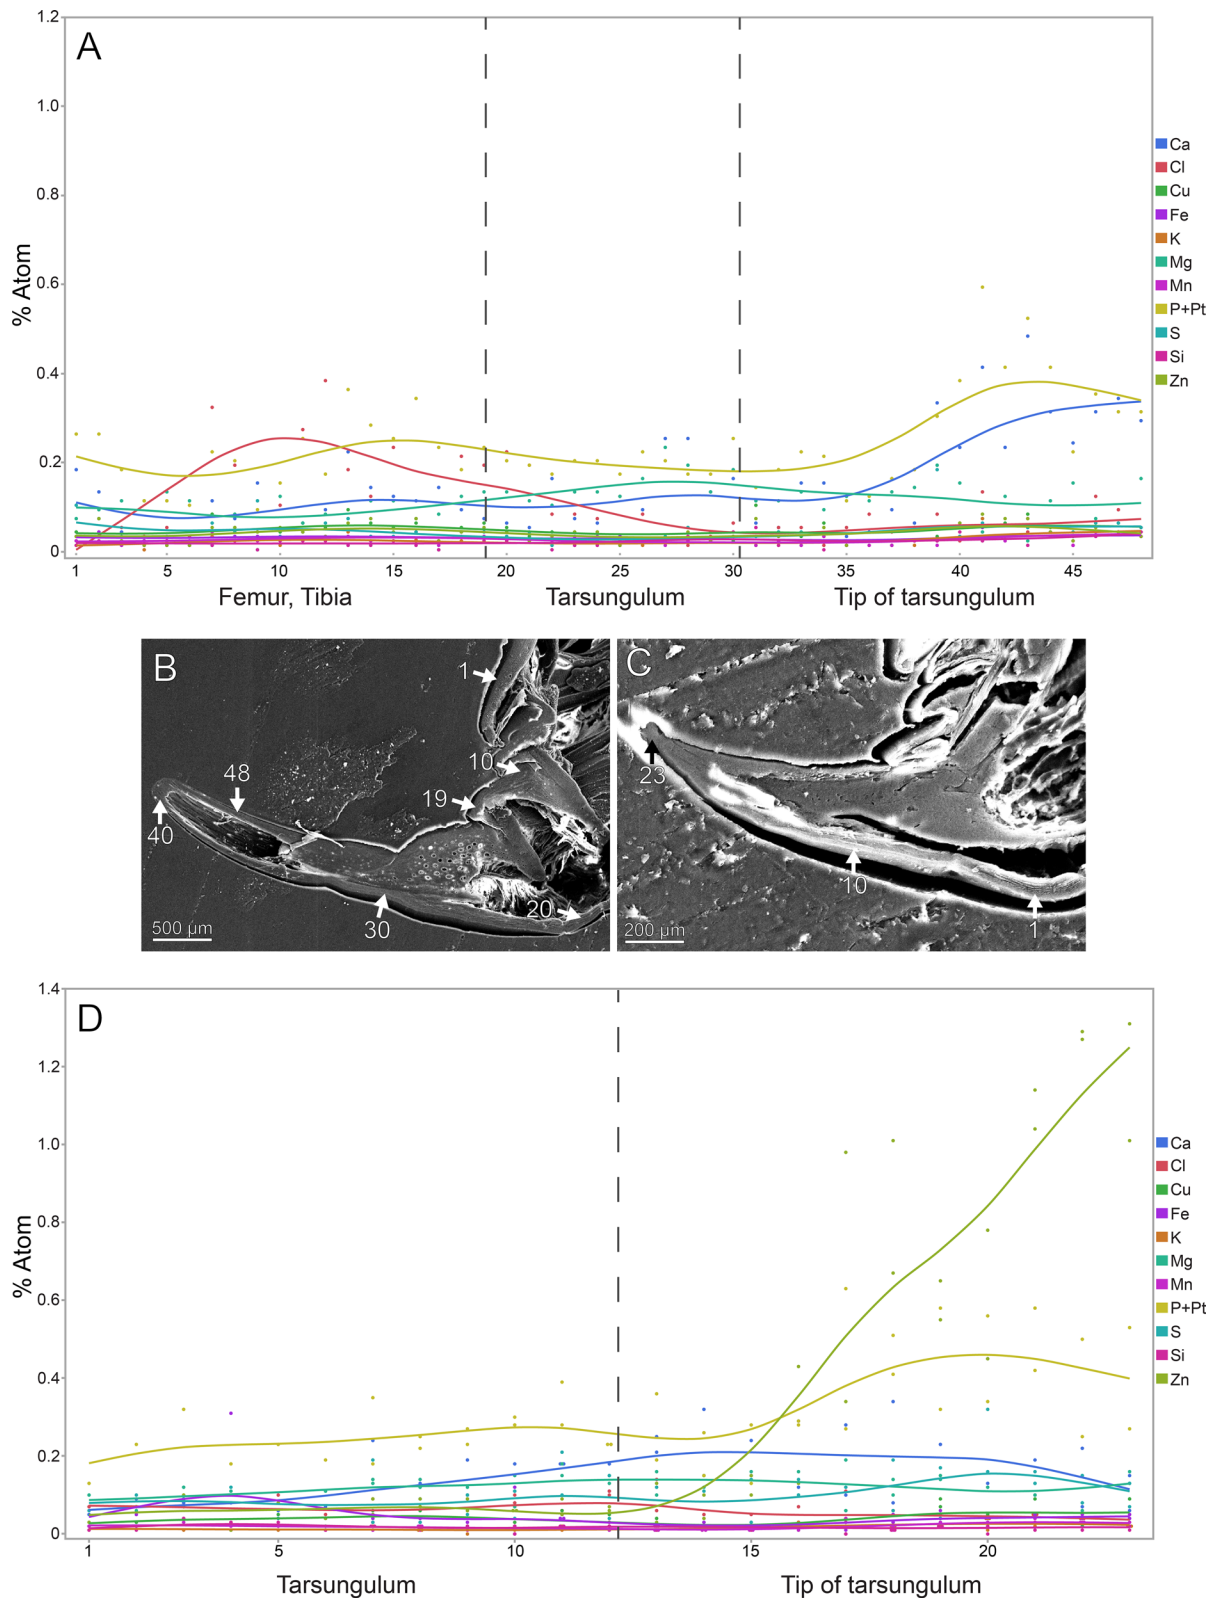 A
1.2
1.0
0.8
0.6
0.4
0.2
0
% Atom
1 5 10 15 20 25 30 35 40 45
Femur, Tibia Tarsungulum Tip of tarsungulum
Ca
Cl
Cu
Fe
K
Mg
Mn
P+Pt
S
Si
Zn
B
1
10
19
48
40
30
20
500 µm
C
23
10
1
200 µm
D
1.4
1.2
1.0
0.8
0.6
0.4
0.2
0
% Atom
1 5 10 15 20
Tarsungulum Tip of tarsungulum
Ca
Cl
Cu
Fe
K
Mg
Mn
P+Pt
S
Si
Zn